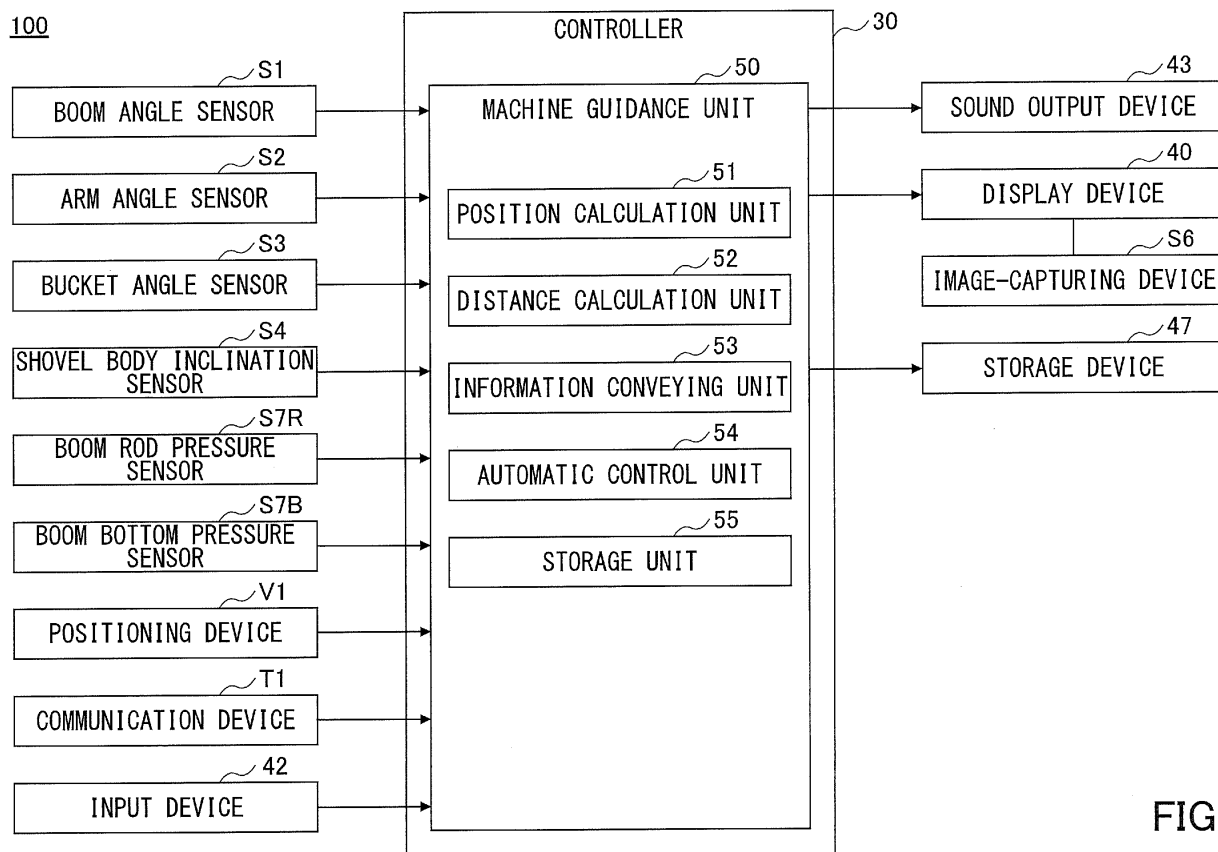 100
CONTROLLER
30
S1
BOOM ANGLE SENSOR
S2
ARM ANGLE SENSOR
S3
BUCKET ANGLE SENSOR
S4
SHOVEL BODY INCLINATION
SENSOR
S7R
BOOM ROD PRESSURE
SENSOR
S7B
BOOM BOTTOM PRESSURE
SENSOR
V1
POSITIONING DEVICE
T1
COMMUNICATION DEVICE
42
INPUT DEVICE
50
MACHINE GUIDANCE UNIT
51
POSITION CALCULATION UNIT
52
DISTANCE CALCULATION UNIT
53
INFORMATION CONVEYING UNIT
54
AUTOMATIC CONTROL UNIT
55
STORAGE UNIT
43
SOUND OUTPUT DEVICE
40
DISPLAY DEVICE
S6
IMAGE-CAPTURING DEVICE
47
STORAGE DEVICE
FIG